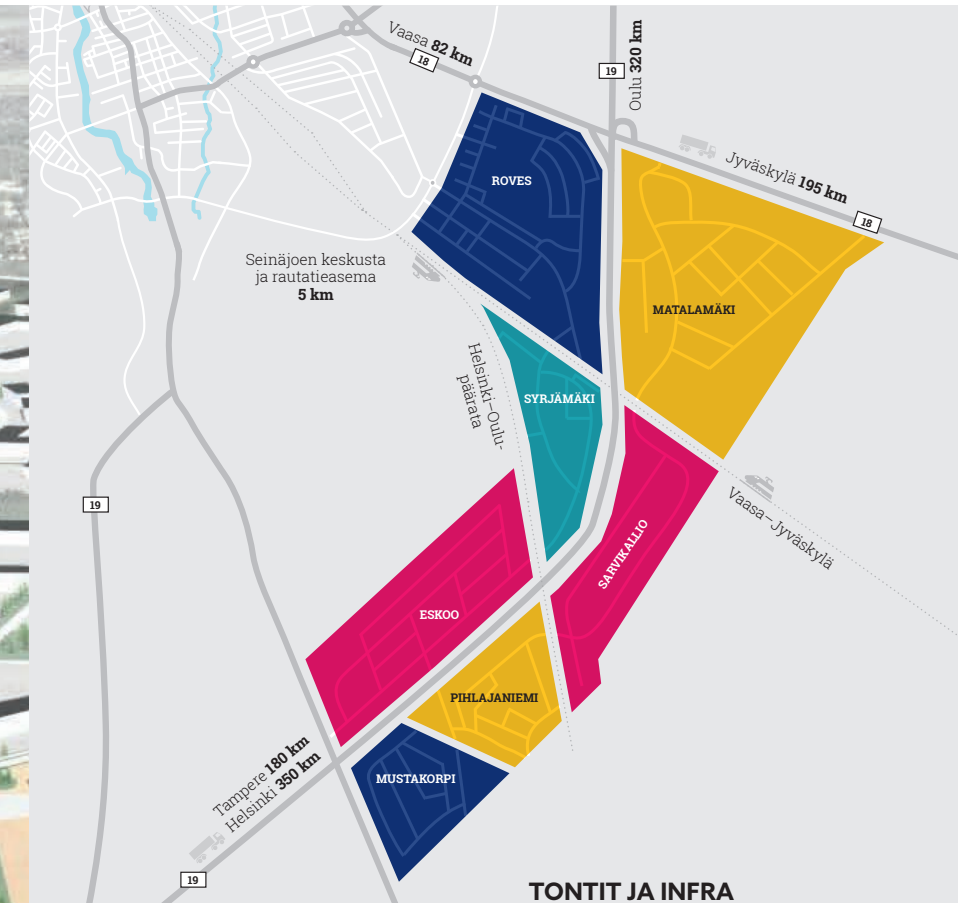 Vaasa 82 km
18
19
Oulu 320 km
Jyväskylä 195 km
18
ROVES
Seinäjoen keskusta
ja rautatieasema
5 km
MATALAMÄKI
Helsinki–Oulu-
päärata
SYRJÄMÄKI
19
Vaasa–Jyväskylä
SARVIKALLIO
ESKOO
PIHLAJANIEMI
MUSTAKORPI
Tampere 180 km
Helsinki 350 km
19
TONTIT JA INFRA